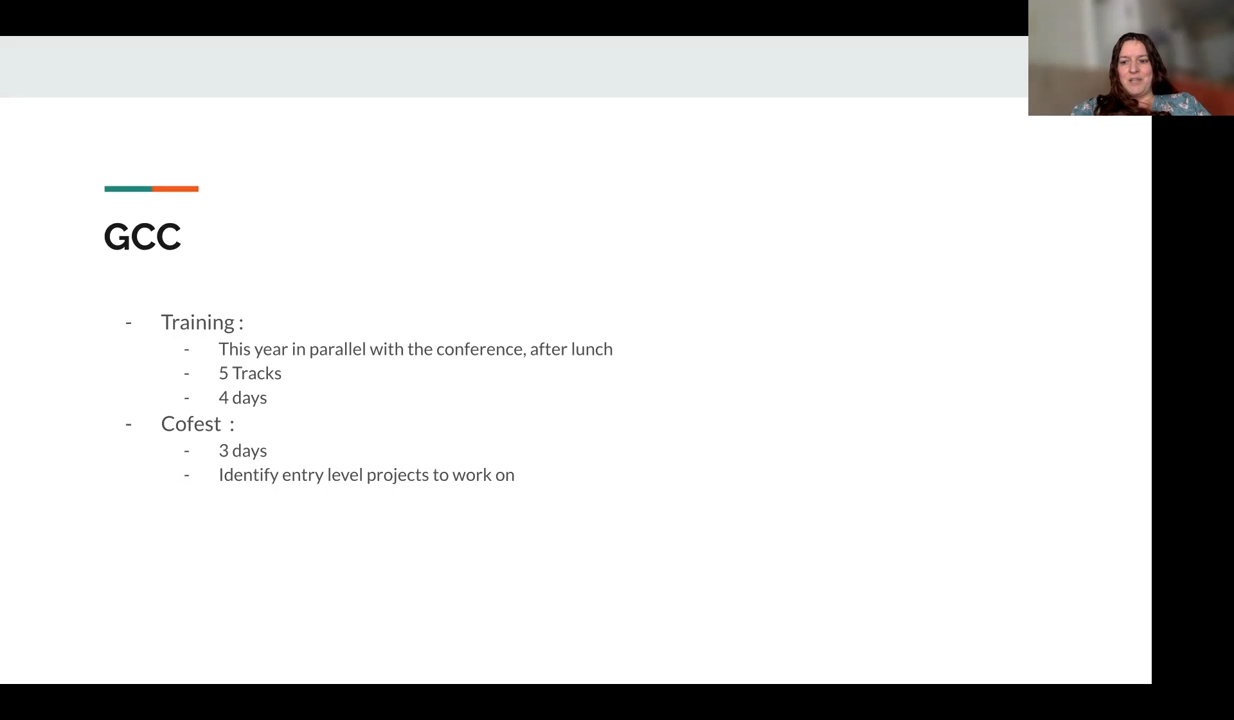 GCC
- Training :
- This year in parallel with the conference, after lunch
- 5 Tracks
- 4 days
- Cofest :
- 3 days
- Identify entry level projects to work on